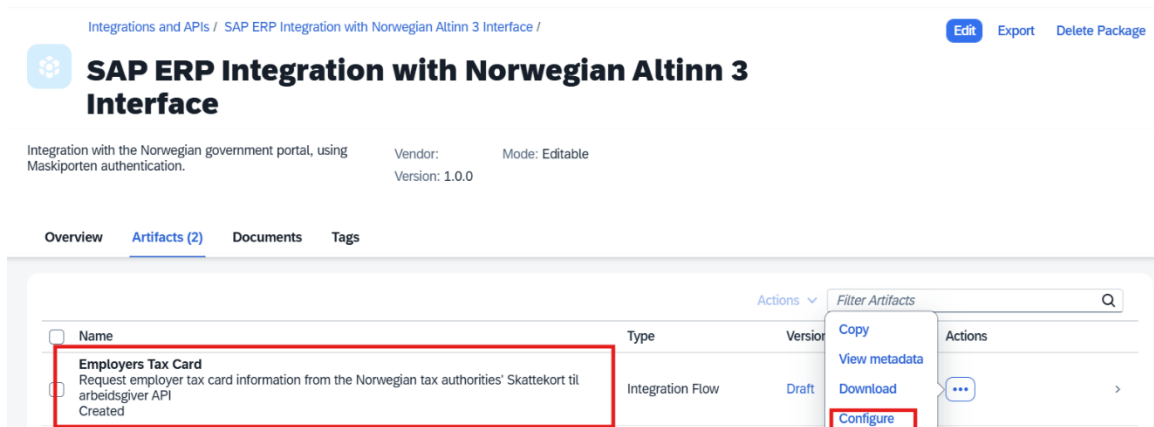 Integrations and APIs / SAP ERP Integration with Norwegian Altinn 3 Interface /
Edit Export Delete Package
SAP ERP Integration with Norwegian Altinn 3
Interface
Integration with the Norwegian government portal, using
Maskiporten authentication.
Vendor:
Version: 1.0.0
Mode: Editable
Overview Artifacts (2) Documents Tags
Actions Filter Artifacts
Name Type Version Actions
Employers Tax Card
Request employer tax card information from the Norwegian tax authorities' Skattekort til
arbeidsgiver API
Created
Integration Flow
Draft
Copy
View metadata
Download
Configure